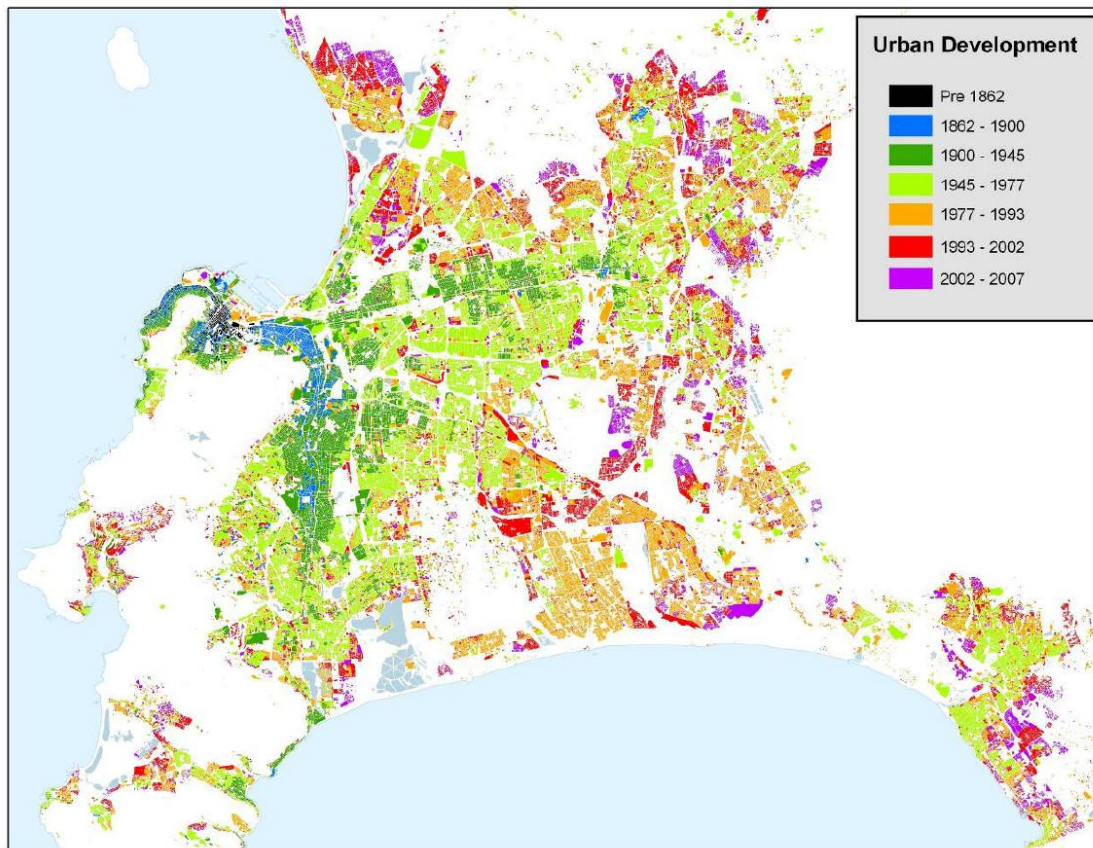 Urban Development
Pre 1862
1862 - 1900
1900 - 1945
1945 - 1977
1977 - 1993
1993 - 2002
2002 - 2007